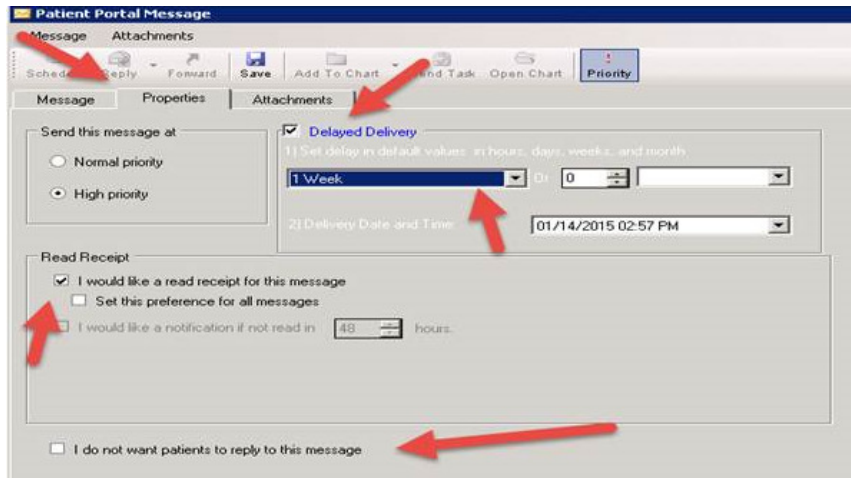 Patient Portal Message
Message Attachments
Reply Forward Save Add To Chart Task Open Chart Priority
Message Properties Attachments
Send this message at
Normal priority
High priority
Delayed Delivery
1) Set delay in default values in hours, days, weeks, and month
1 Week Or 0
2) Delivery Date and Time: 01/14/2015 02:57 PM
Read Receipt
I would like a read receipt for this message
Set this preference for all messages
I would like a notification if not read in 48 hours.
I do not want patients to reply to this message